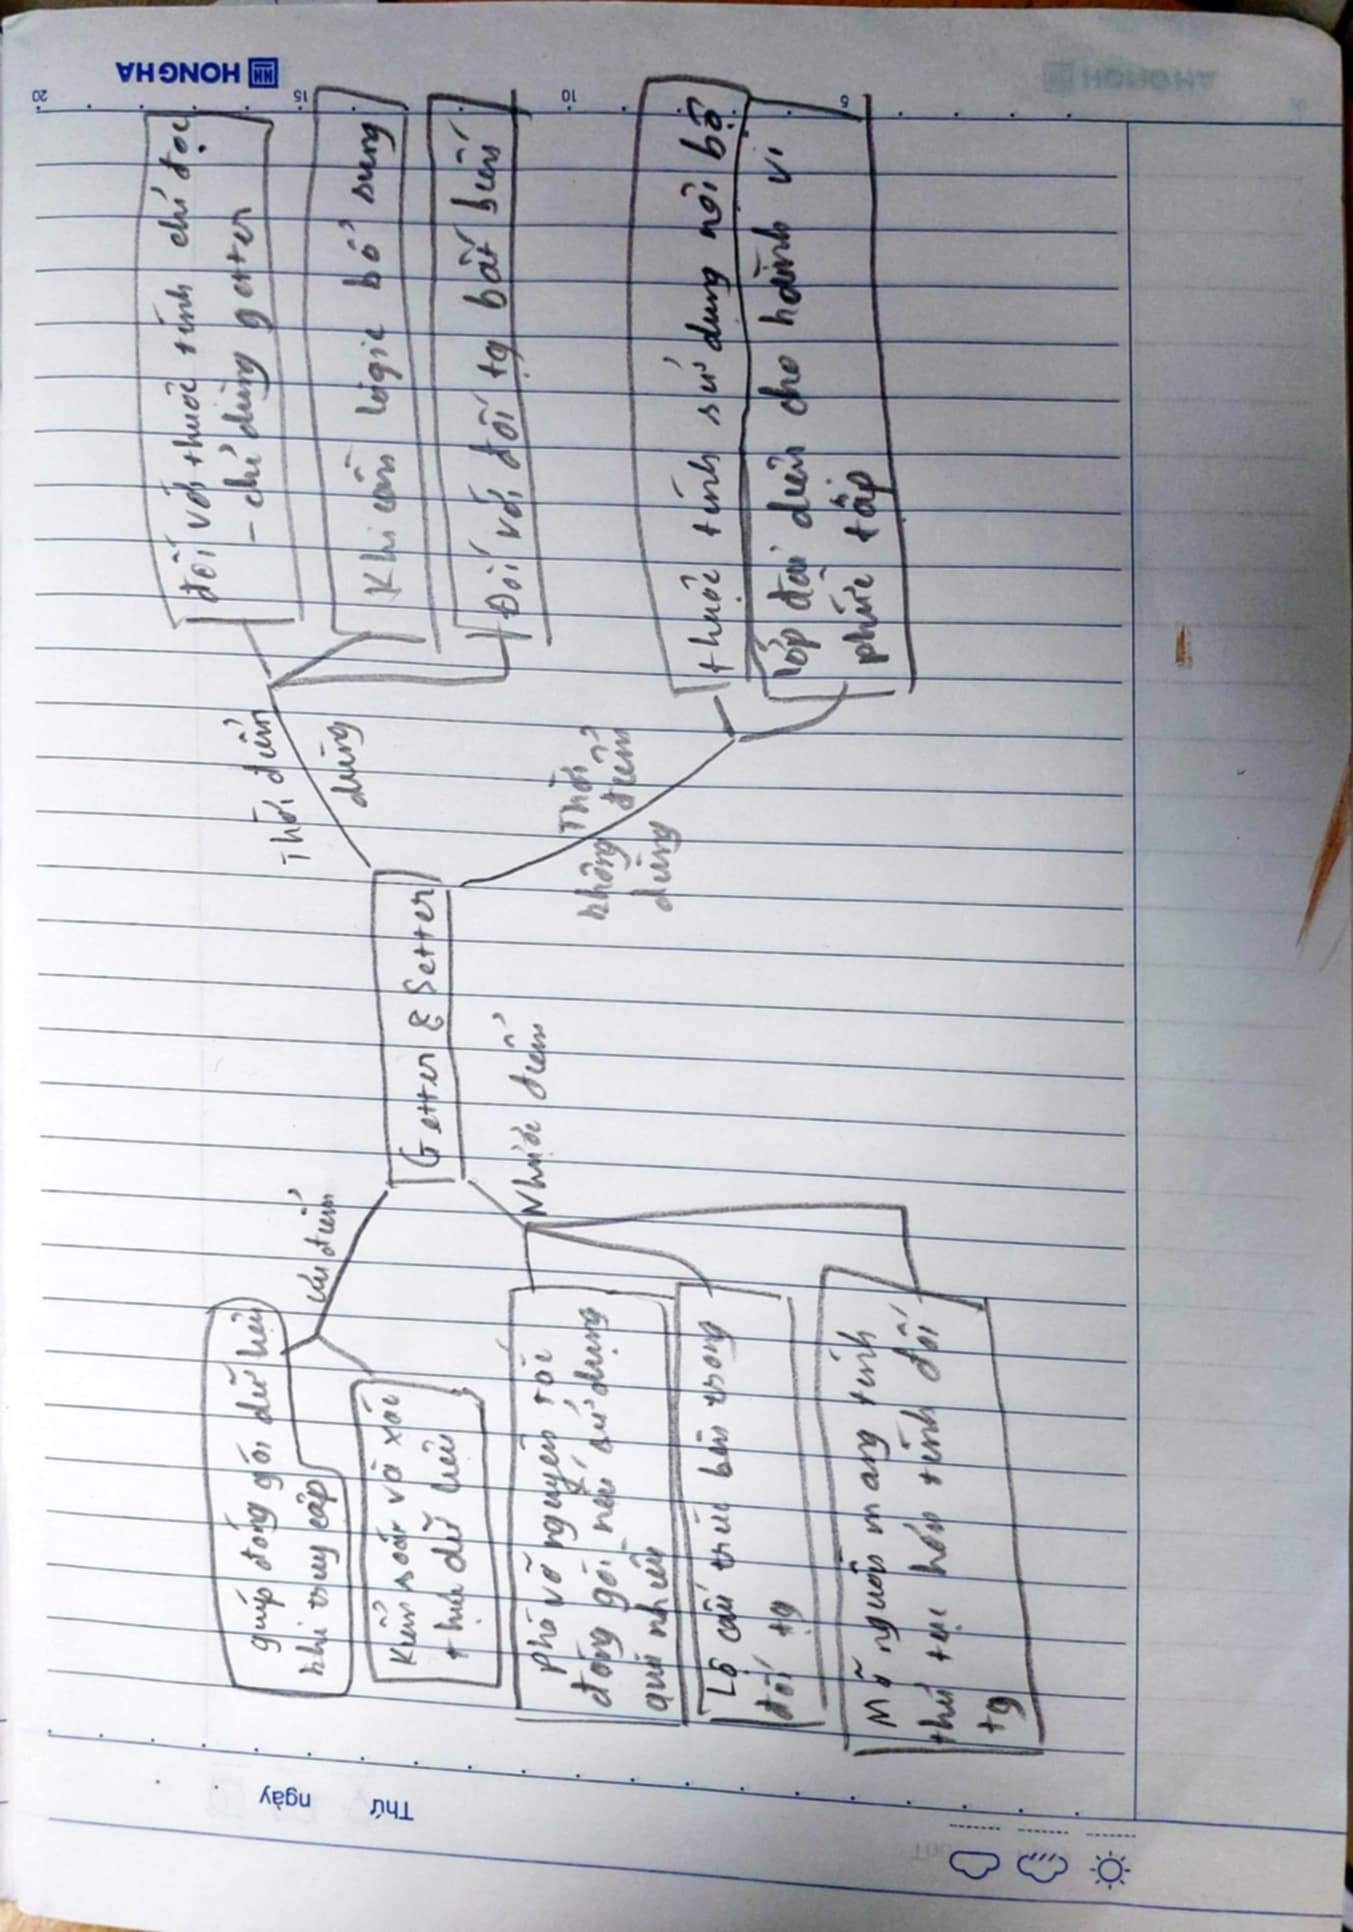 Getter & Setter
Ưu điểm
giúp đóng gói dữ liệu
khi truy cập
Kiểm soát và xác
thực dữ liệu
Nhược điểm
phá vỡ nguyên tắc
đóng gói nếu sử dụng
quá nhiều
Lộ cấu trúc bên trong
đối tg
Mã nguồn mang tính
thủ tục hơn tính đối
tg
Thời điểm
dùng
đối với thuộc tính chỉ đọc
- chỉ dùng getter
Khi cần logic bổ sung
Đối với đối tg bất biến
Thời
điểm
không
dùng
thuộc tính sử dụng nội bộ
lớp đại diện cho hành vi
phức tạp
Thứ ngày
HONGHA
20
15
10
5